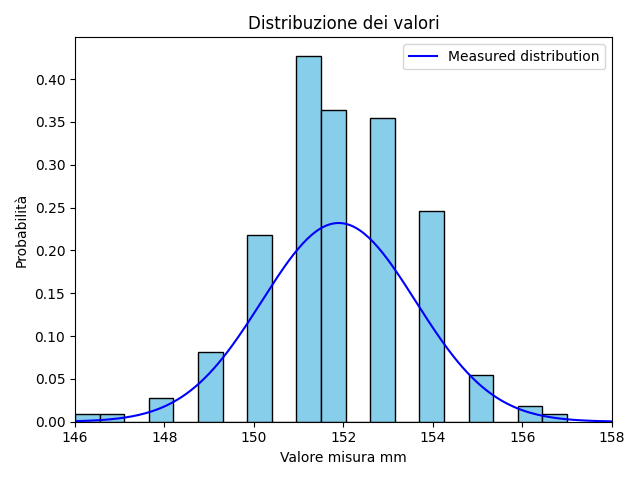 Distribuzione dei valori
Measured distribution
Probabilità
0.40
0.35
0.30
0.25
0.20
0.15
0.10
0.05
0.00
146 148 150 152 154 156 158
Valore misura mm